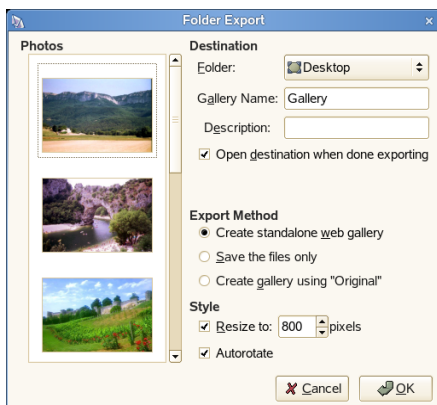 Folder Export
Photos
Destination
Folder:
Desktop
Gallery Name:
Gallery
Description:
Open destination when done exporting
Export Method
Create standalone web gallery
Save the files only
Create gallery using "Original"
Style
Resize to: 800 pixels
Autorotate
Cancel
OK